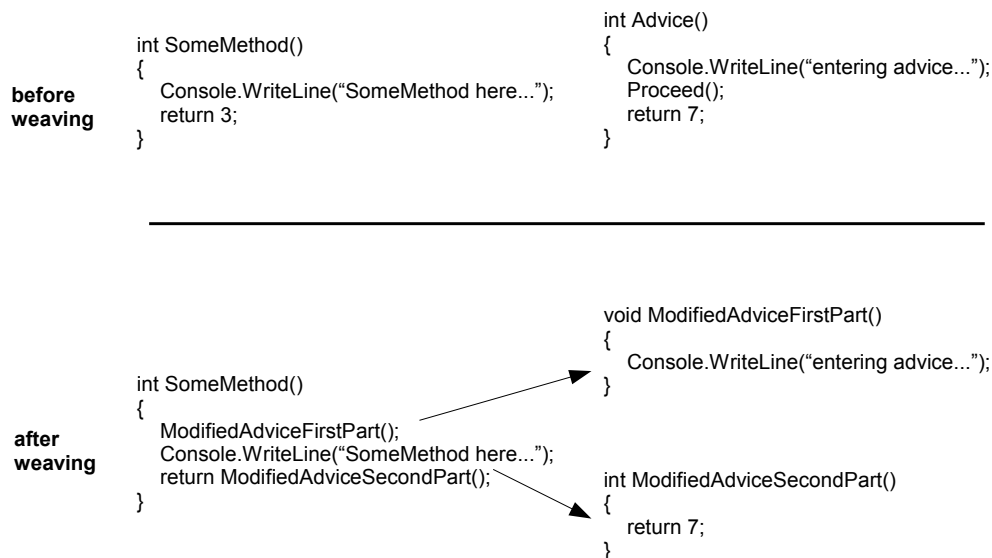 before
weaving
int SomeMethod()
{
Console.WriteLine(“SomeMethod here...”);
return 3;
}
int Advice()
{
Console.WriteLine(“entering advice...”);
Proceed();
return 7;
}
after
weaving
int SomeMethod()
{
ModifiedAdviceFirstPart();
Console.WriteLine(“SomeMethod here...”);
return ModifiedAdviceSecondPart();
}
void ModifiedAdviceFirstPart()
{
Console.WriteLine(“entering advice...”);
}
int ModifiedAdviceSecondPart()
{
return 7;
}